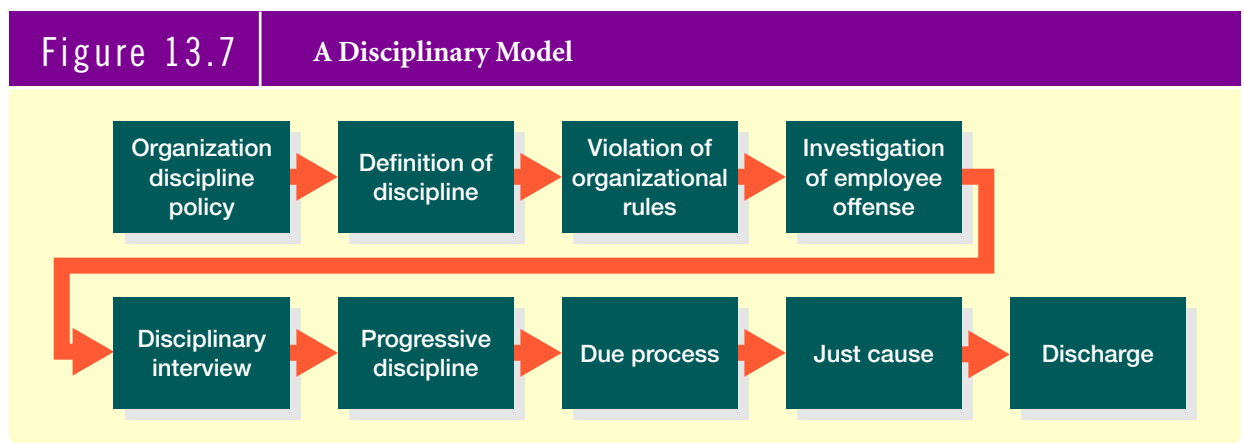 Figure 13.7
A Disciplinary Model
Organization
discipline
policy
Definition of
discipline
Violation of
organizational
rules
Investigation
of employee
offense
Disciplinary
interview
Progressive
discipline
Due process
Just cause
Discharge